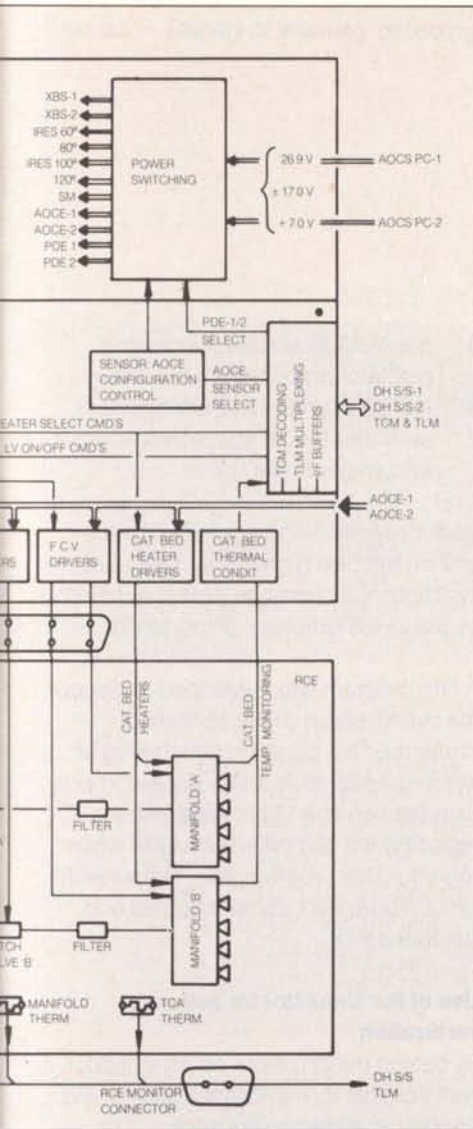 XBS-1
XBS-2
IRES 60°
80°
IRES 100°
120°
SM
AOCE-1
AOCE-2
PDE 1
PDE 2
POWER
SWITCHING
26.9 V
± 17.0 V
+ 7.0 V
AOCS PC-1
AOCS PC-2
PDE-1/2
SELECT
SENSOR: AOCE
CONFIGURATION
CONTROL
AOCE,
SENSOR
SELECT
TCM DECODING
TLM MULTIPLEXING
I/F BUFFERS
DH S/S-1
DH S/S-2
TCM & TLM
EATER SELECT CMD'S
LV ON/OFF CMD'S
AOCE-1
AOCE-2
RS
F C V
DRIVERS
CAT BED
HEATER
DRIVERS
CAT BED
THERMAL
CONDIT
RCE
CAT. BED
HEATERS
CAT. BED
TEMP. MONITORING
FILTER
MANIFOLD 'A'
MANIFOLD 'B'
TCH
LVE 'B'
FILTER
MANIFOLD
THERM
TCA
THERM.
RCE MONITOR
CONNECTOR
DH S/S
TLM